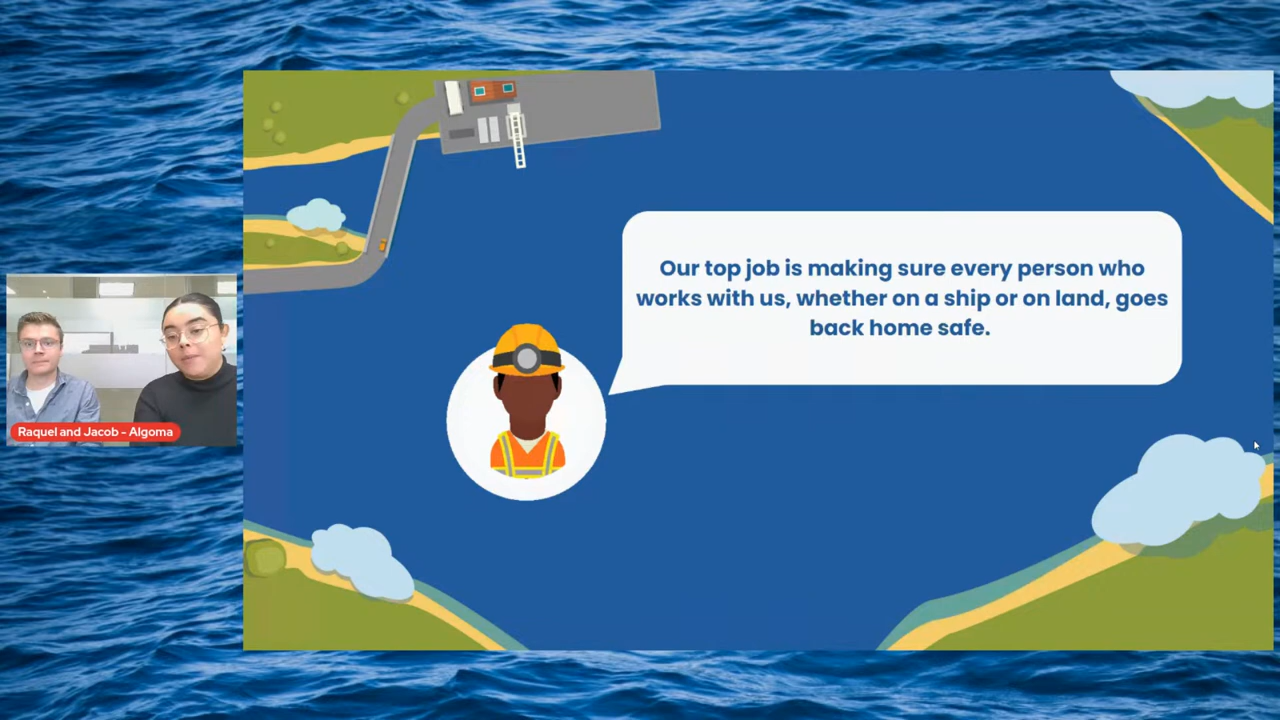 Our top job is making sure every person who
works with us, whether on a ship or on land, goes
back home safe.
Raquel and Jacob - Algoma